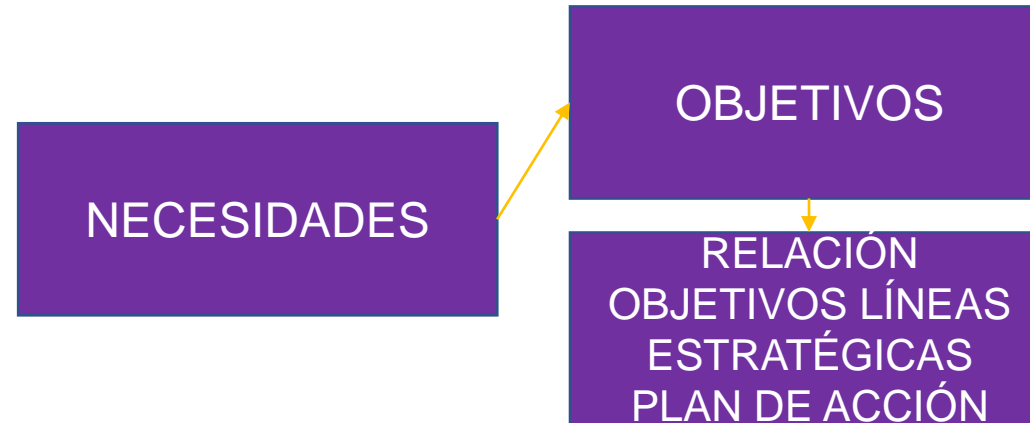 NECESIDADES
OBJETIVOS
RELACIÓN
OBJETIVOS LÍNEAS
ESTRATÉGICAS
PLAN DE ACCIÓN